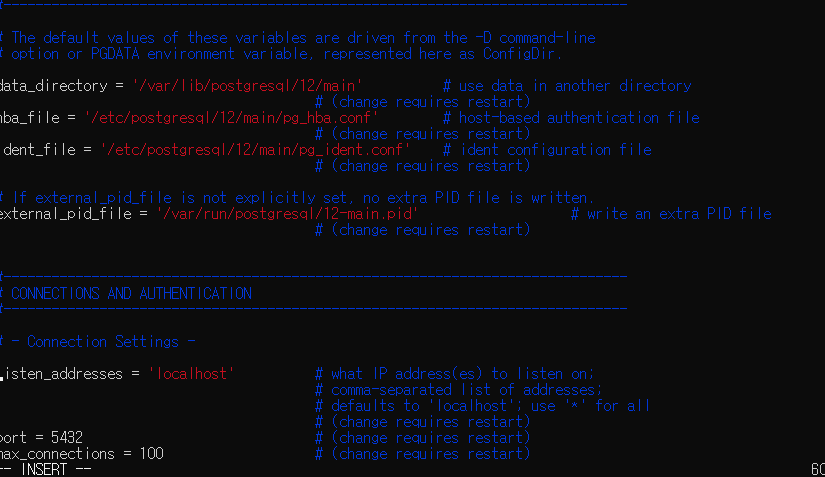 #------------------------------------------------------------------------------
# The default values of these variables are driven from the -D command-line
# option or PGDATA environment variable, represented here as ConfigDir.
data_directory = '/var/lib/postgresql/12/main' # use data in another directory
# (change requires restart)
hba_file = '/etc/postgresql/12/main/pg_hba.conf' # host-based authentication file
# (change requires restart)
ident_file = '/etc/postgresql/12/main/pg_ident.conf' # ident configuration file
# (change requires restart)
# If external_pid_file is not explicitly set, no extra PID file is written.
external_pid_file = '/var/run/postgresql/12-main.pid' # write an extra PID file
# (change requires restart)
#------------------------------------------------------------------------------
# CONNECTIONS AND AUTHENTICATION
#------------------------------------------------------------------------------
# - Connection Settings -
listen_addresses = 'localhost' # what IP address(es) to listen on;
# comma-separated list of addresses;
# defaults to 'localhost'; use '*' for all
# (change requires restart)
port = 5432 # (change requires restart)
max_connections = 100 # (change requires restart)
-- INSERT -- 60